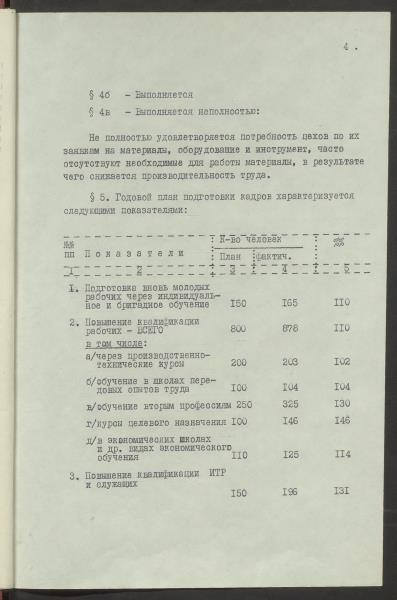 4 .
§ 4б - Выполняется
§ 4в - Выполняется неполностью:
Не полностью удовлетворяется потребность цехов по их
заявкам на материалы, оборудование и инструмент, часто
отсутствуют необходимые для работы материалы, в результате
чего снижается производительность труда.
§ 5. Годовой план подготовки кадров характеризуется
следующими показателями:
№№ пп Показатели К-во человек %%
План фактич.
1 2 3 4 5
1. Подготовка вновь молодых
рабочих через индивидуаль-
ное и бригадное обучение 150 165 110
2. Повышение квалификации
рабочих - ВСЕГО 800 878 110
в том числе:
а/через производственно-
технические курсы 200 203 102
б/обучение в школах пере-
довых опытов труда 100 104 104
в/обучение вторым профессиям 250 325 130
г/курсы целевого назначения 100 146 146
д/в экономических школах
и др. видах экономического
обучения 110 125 114
3. Повышение квалификации ИТР
и служащих
150 196 131